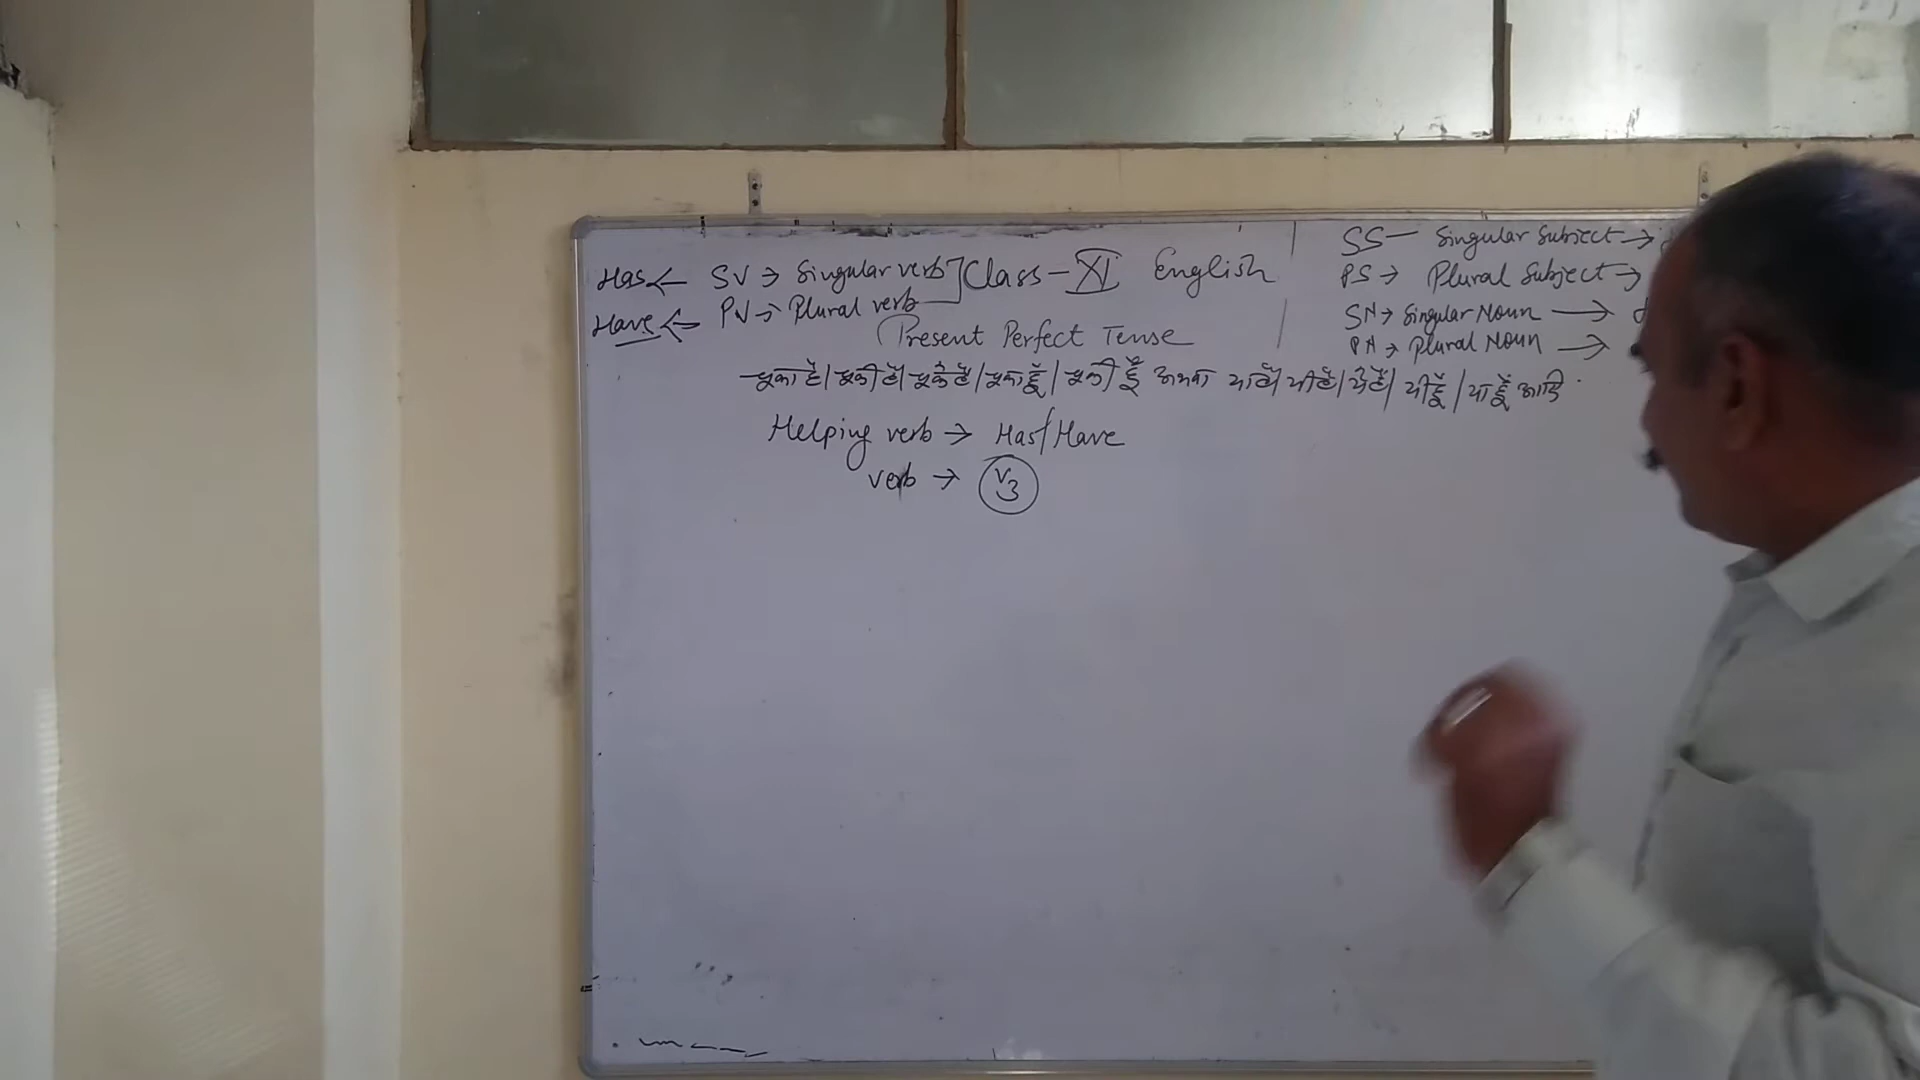 Has ← SV → Singular verb] Class - XI English
Have ← PV → Plural verb
Present Perfect Tense
SS — Singular Subject →
PS → Plural Subject →
SN → Singular Noun →
PN → Plural Noun →
चुका है / चुकी है / चुके हैं / चुका हूँ / चुकी हूँ अथवा या है / यी है / ये हैं / यी हूँ / या हूँ आदि
Helping verb → Has/Have
verb → V3